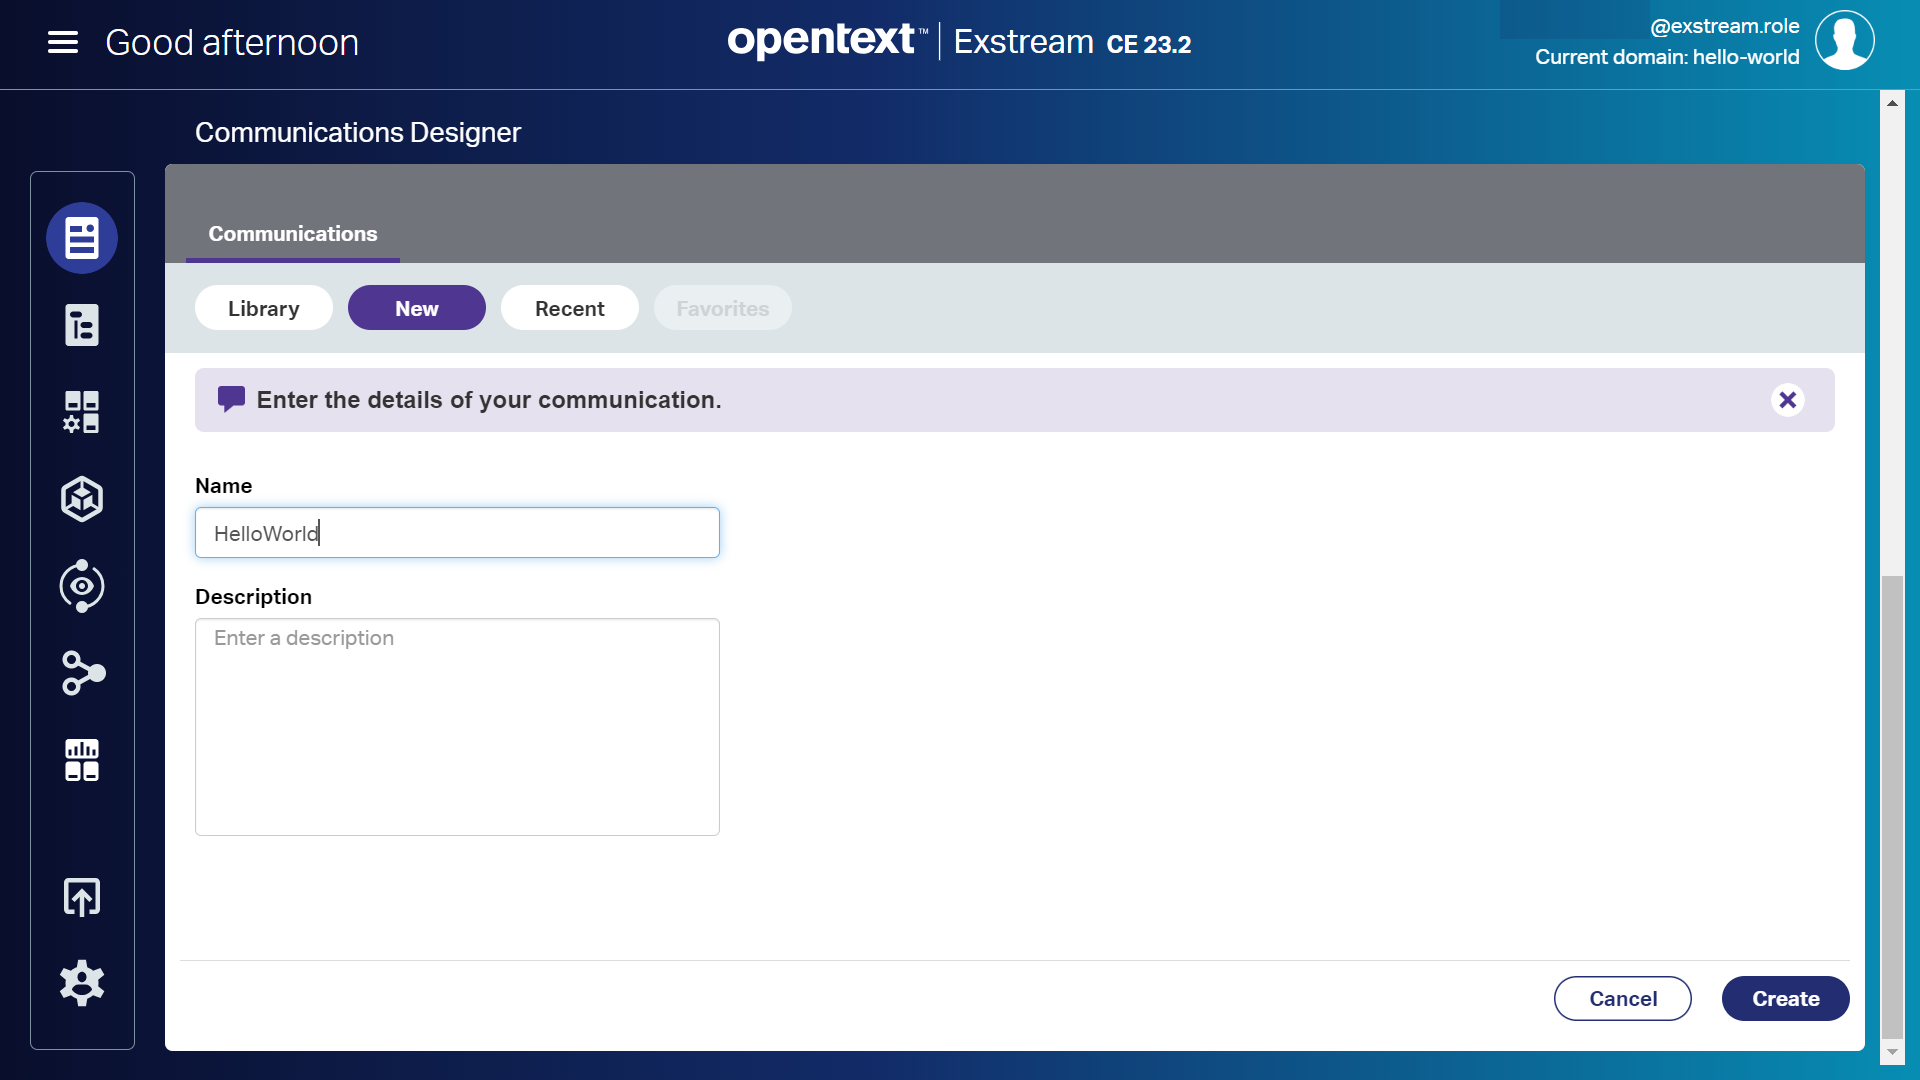 Good afternoon
opentext™ Exstream CE 23.2
@exstream.role
Current domain: hello-world
Communications Designer
Communications
Library New Recent Favorites
Enter the details of your communication.
Name
HelloWorld
Description
Enter a description
Cancel Create